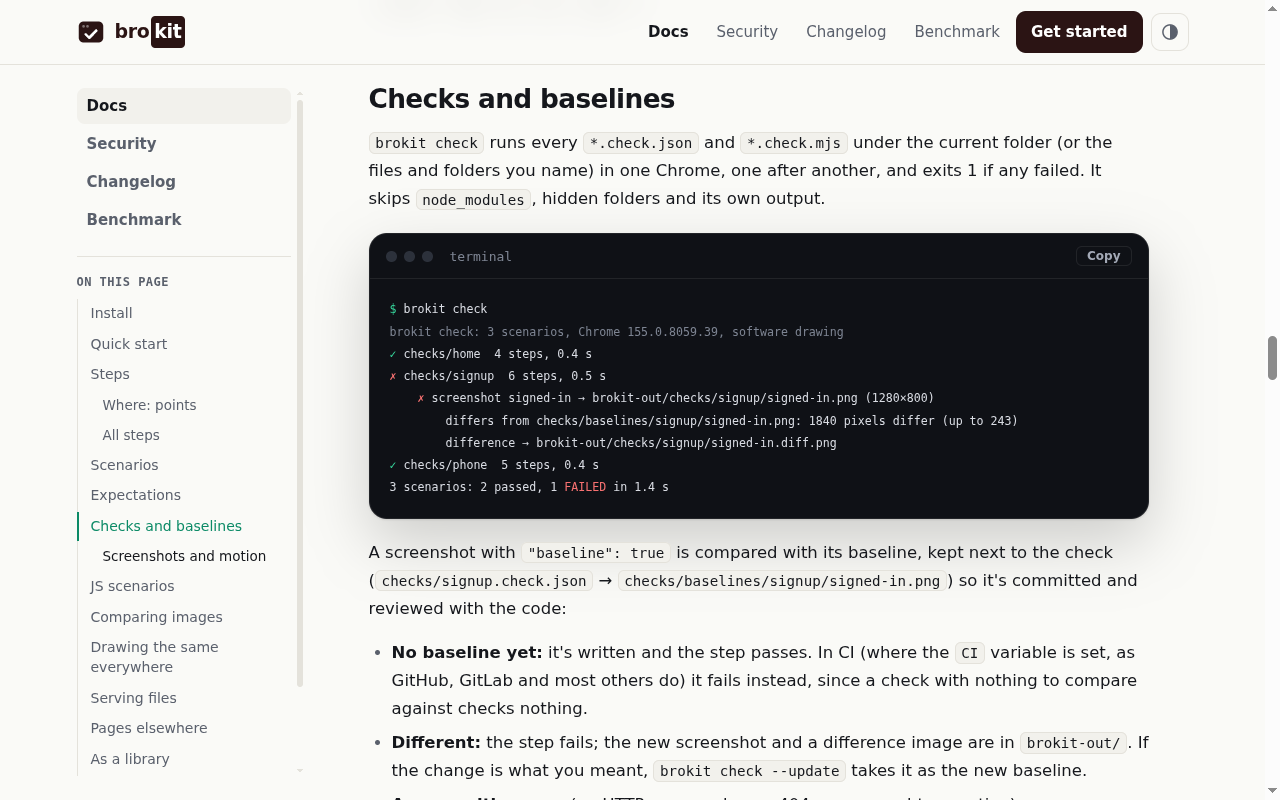 brokit
Docs
Security
Changelog
Benchmark
Get started
Docs
Security
Changelog
Benchmark
ON THIS PAGE
Install
Quick start
Steps
Where: points
All steps
Scenarios
Expectations
Checks and baselines
Screenshots and motion
JS scenarios
Comparing images
Drawing the same
everywhere
Serving files
Pages elsewhere
As a library
Checks and baselines
brokit check runs every *.check.json and *.check.mjs under the current folder (or the
files and folders you name) in one Chrome, one after another, and exits 1 if any failed. It
skips node_modules, hidden folders and its own output.
terminal
Copy
$ brokit check
brokit check: 3 scenarios, Chrome 155.0.8059.39, software drawing
✓ checks/home  4 steps, 0.4 s
✗ checks/signup  6 steps, 0.5 s
✗ screenshot signed-in → brokit-out/checks/signup/signed-in.png (1280×800)
differs from checks/baselines/signup/signed-in.png: 1840 pixels differ (up to 243)
difference → brokit-out/checks/signup/signed-in.diff.png
✓ checks/phone  5 steps, 0.4 s
3 scenarios: 2 passed, 1 FAILED in 1.4 s
A screenshot with "baseline": true is compared with its baseline, kept next to the check
(checks/signup.check.json → checks/baselines/signup/signed-in.png) so it's committed and
reviewed with the code:
• No baseline yet: it's written and the step passes. In CI (where the CI variable is set, as
GitHub, GitLab and most others do) it fails instead, since a check with nothing to compare
against checks nothing.
• Different: the step fails; the new screenshot and a difference image are in brokit-out/. If
the change is what you meant, brokit check --update takes it as the new baseline.